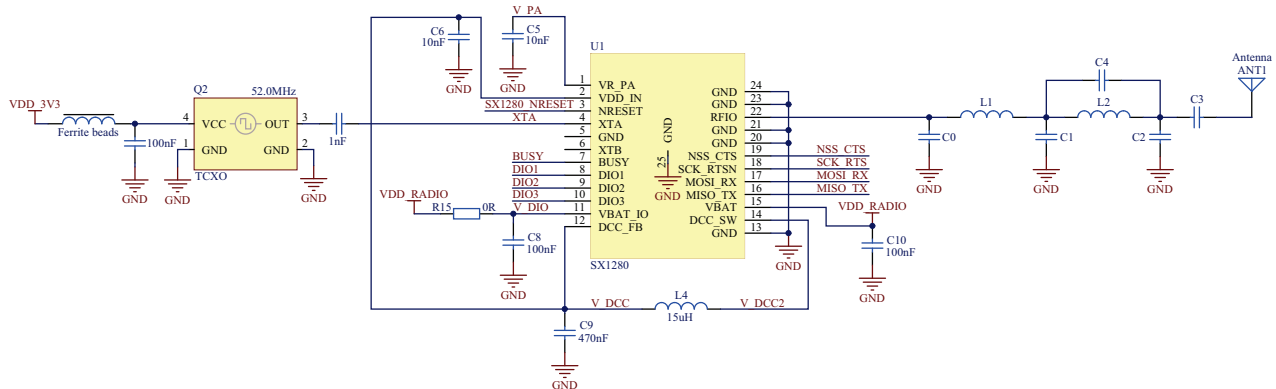 VDD_3V3
Ferrite beads
100nF
GND
Q2
52.0MHz
4
VCC
OUT
3
1
GND
GND
2
TCXO
GND
GND
1nF
C6
10nF
GND
V_PA
C5
10nF
GND
SX1280_NRESET
XTA
BUSY
DIO1
DIO2
DIO3
VDD_RADIO
R15
0R
V_DIO
C8
100nF
GND
U1
1
VR_PA
2
VDD_IN
3
NRESET
4
XTA
5
GND
6
XTB
7
BUSY
8
DIO1
9
DIO2
10
DIO3
11
VBAT_IO
12
DCC_FB
GND
25
GND
GND
24
GND
23
RFIO
22
GND
21
GND
20
NSS_CTS
19
SCK_RTSN
18
MOSI_RX
17
MISO_TX
16
VBAT
15
DCC_SW
14
GND
13
SX1280
NSS_CTS
SCK_RTS
MOSI_RX
MISO_TX
VDD_RADIO
C10
100nF
GND
GND
V_DCC
L4
15uH
V_DCC2
C9
470nF
GND
C0
GND
L1
C4
L2
C1
GND
C2
GND
C3
Antenna
ANT1